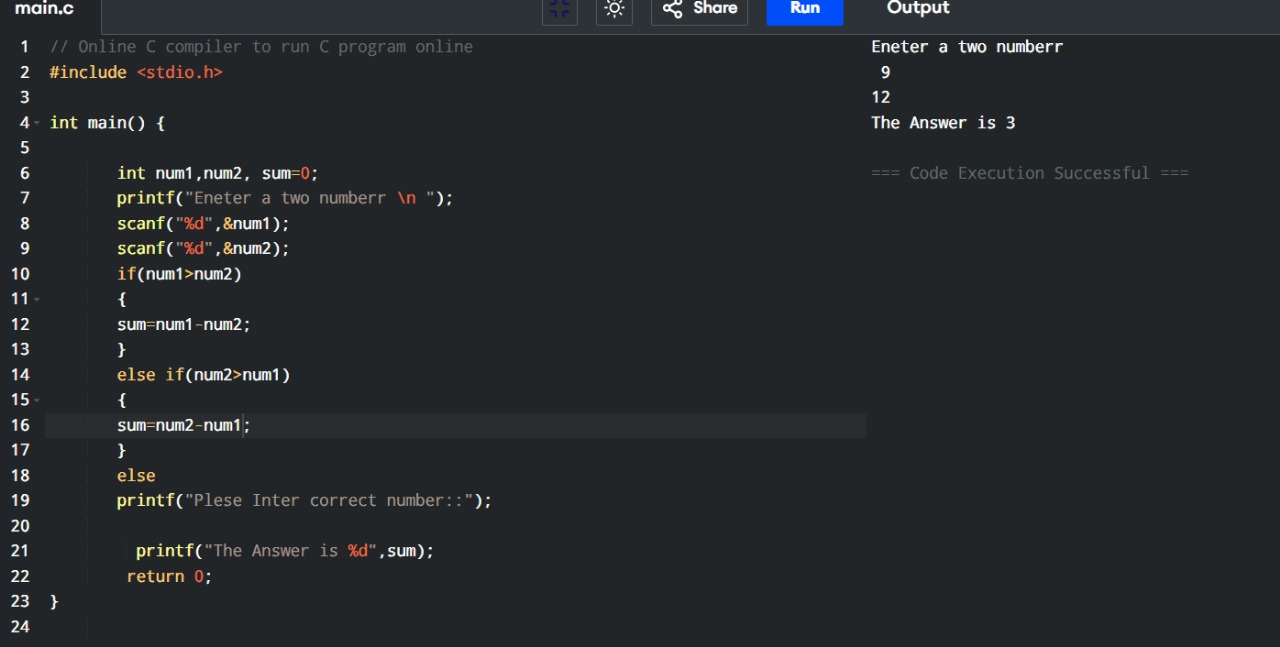 main.c Share Run Output
1 // Online C compiler to run C program online
2 #include <stdio.h>
3
4 int main() {
5
6 int num1,num2, sum=0;
7 printf("Eneter a two numberr \n ");
8 scanf("%d",&num1);
9 scanf("%d",&num2);
10 if(num1>num2)
11 {
12 sum=num1-num2;
13 }
14 else if(num2>num1)
15 {
16 sum=num2-num1;
17 }
18 else
19 printf("Plese Inter correct number::");
20
21 printf("The Answer is %d",sum);
22 return 0;
23 }
24
Eneter a two numberr
9
12
The Answer is 3
=== Code Execution Successful ===